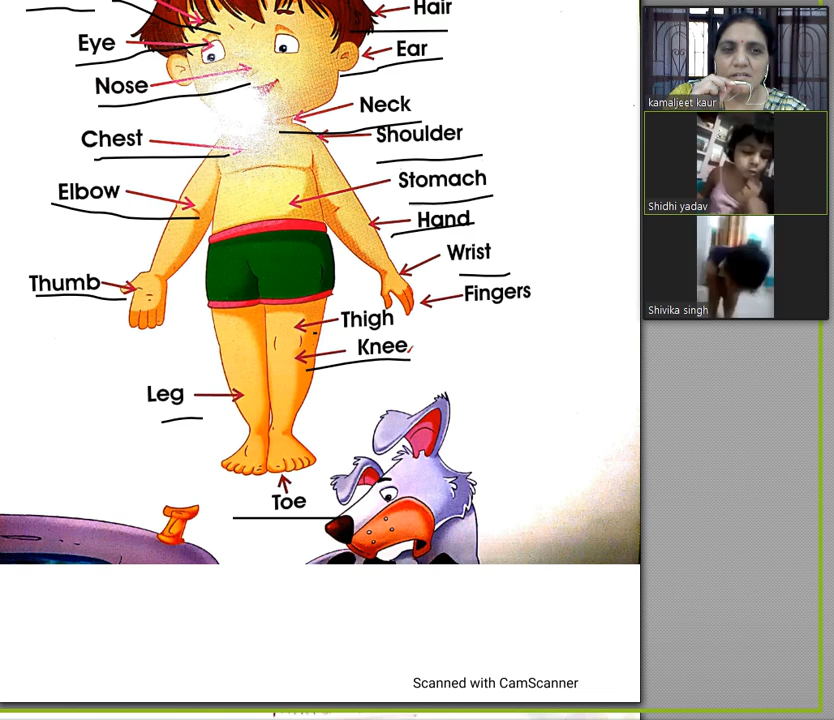 Hair
Eye
Ear
Nose
Neck
Chest
Shoulder
Elbow
Stomach
Hand
Wrist
Thumb
Fingers
Thigh
Knee
Leg
Toe
Scanned with CamScanner
kamaljeet kaur
Shidhi yadav
Shivika singh